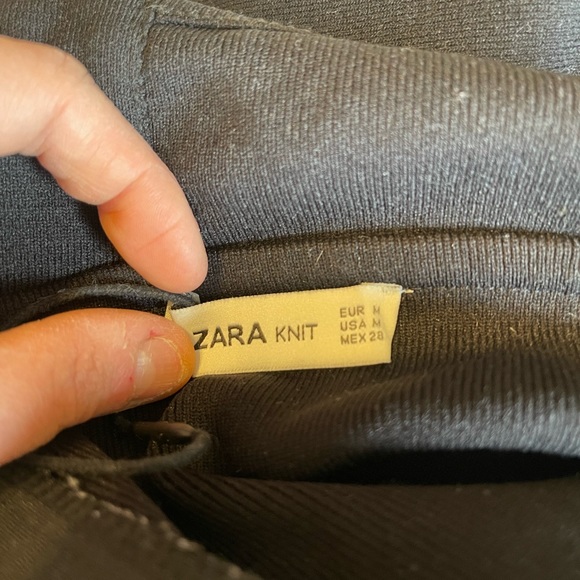 ZARA KNIT
EUR M
USA M
MEX 28